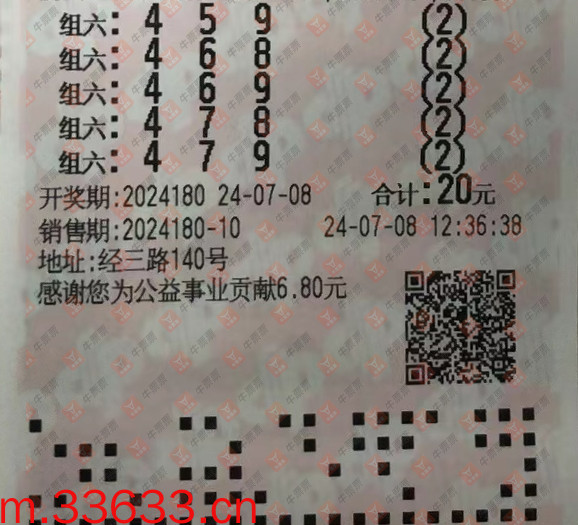 组六: 4 5 9 (2)
组六: 4 6 8 (2)
组六: 4 6 9 (2)
组六: 4 7 8 (2)
组六: 4 7 9 (2)
开奖期:2024180 24-07-08 合计:20元
销售期:2024180-10 24-07-08 12:36:38
地址:经三路140号
感谢您为公益事业贡献6.80元
m.33633.cn